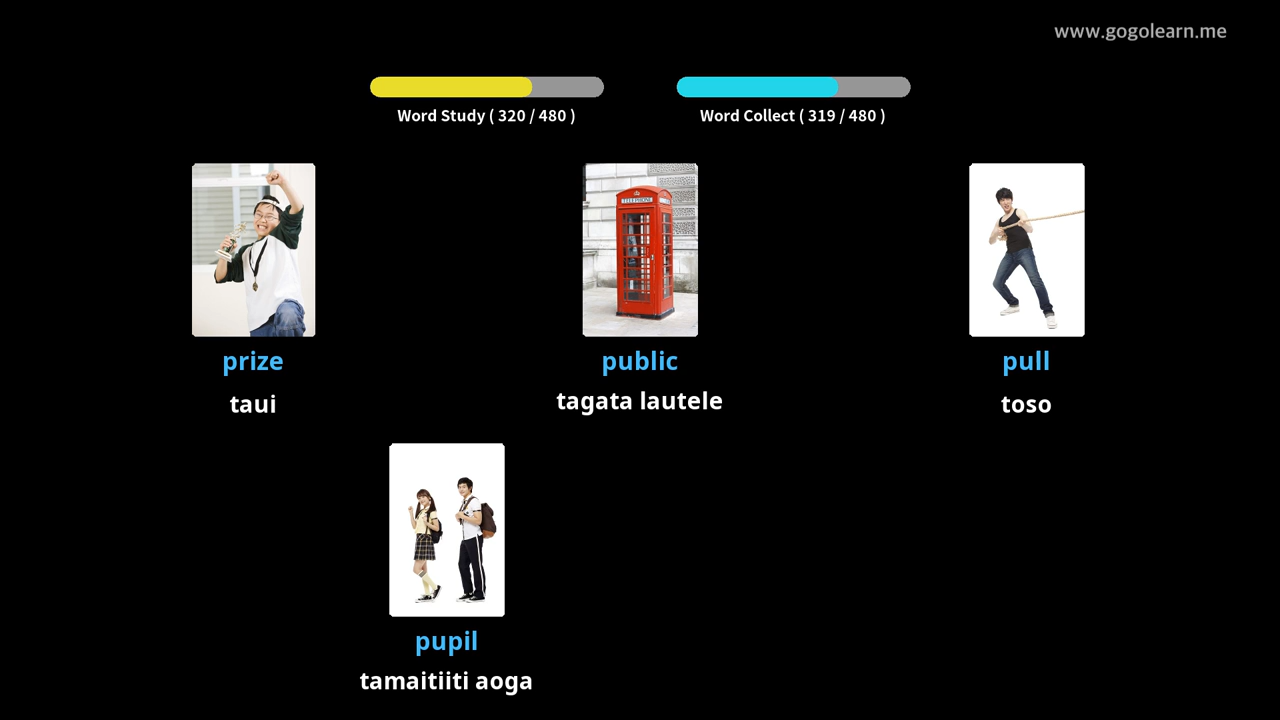 www.gogolearn.me
Word Study ( 320 / 480 )
Word Collect ( 319 / 480 )
TELEPHONE
prize
public
pull
taui
tagata lautele
toso
pupil
tamaitiiti aoga